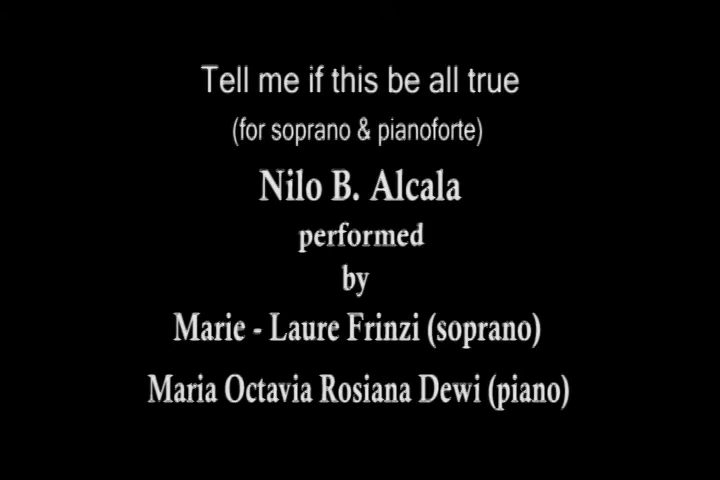 Tell me if this be all true
(for soprano & pianoforte)
Nilo B. Alcala
performed
by
Marie - Laure Frinzi (soprano)
Maria Octavia Rosiana Dewi (piano)